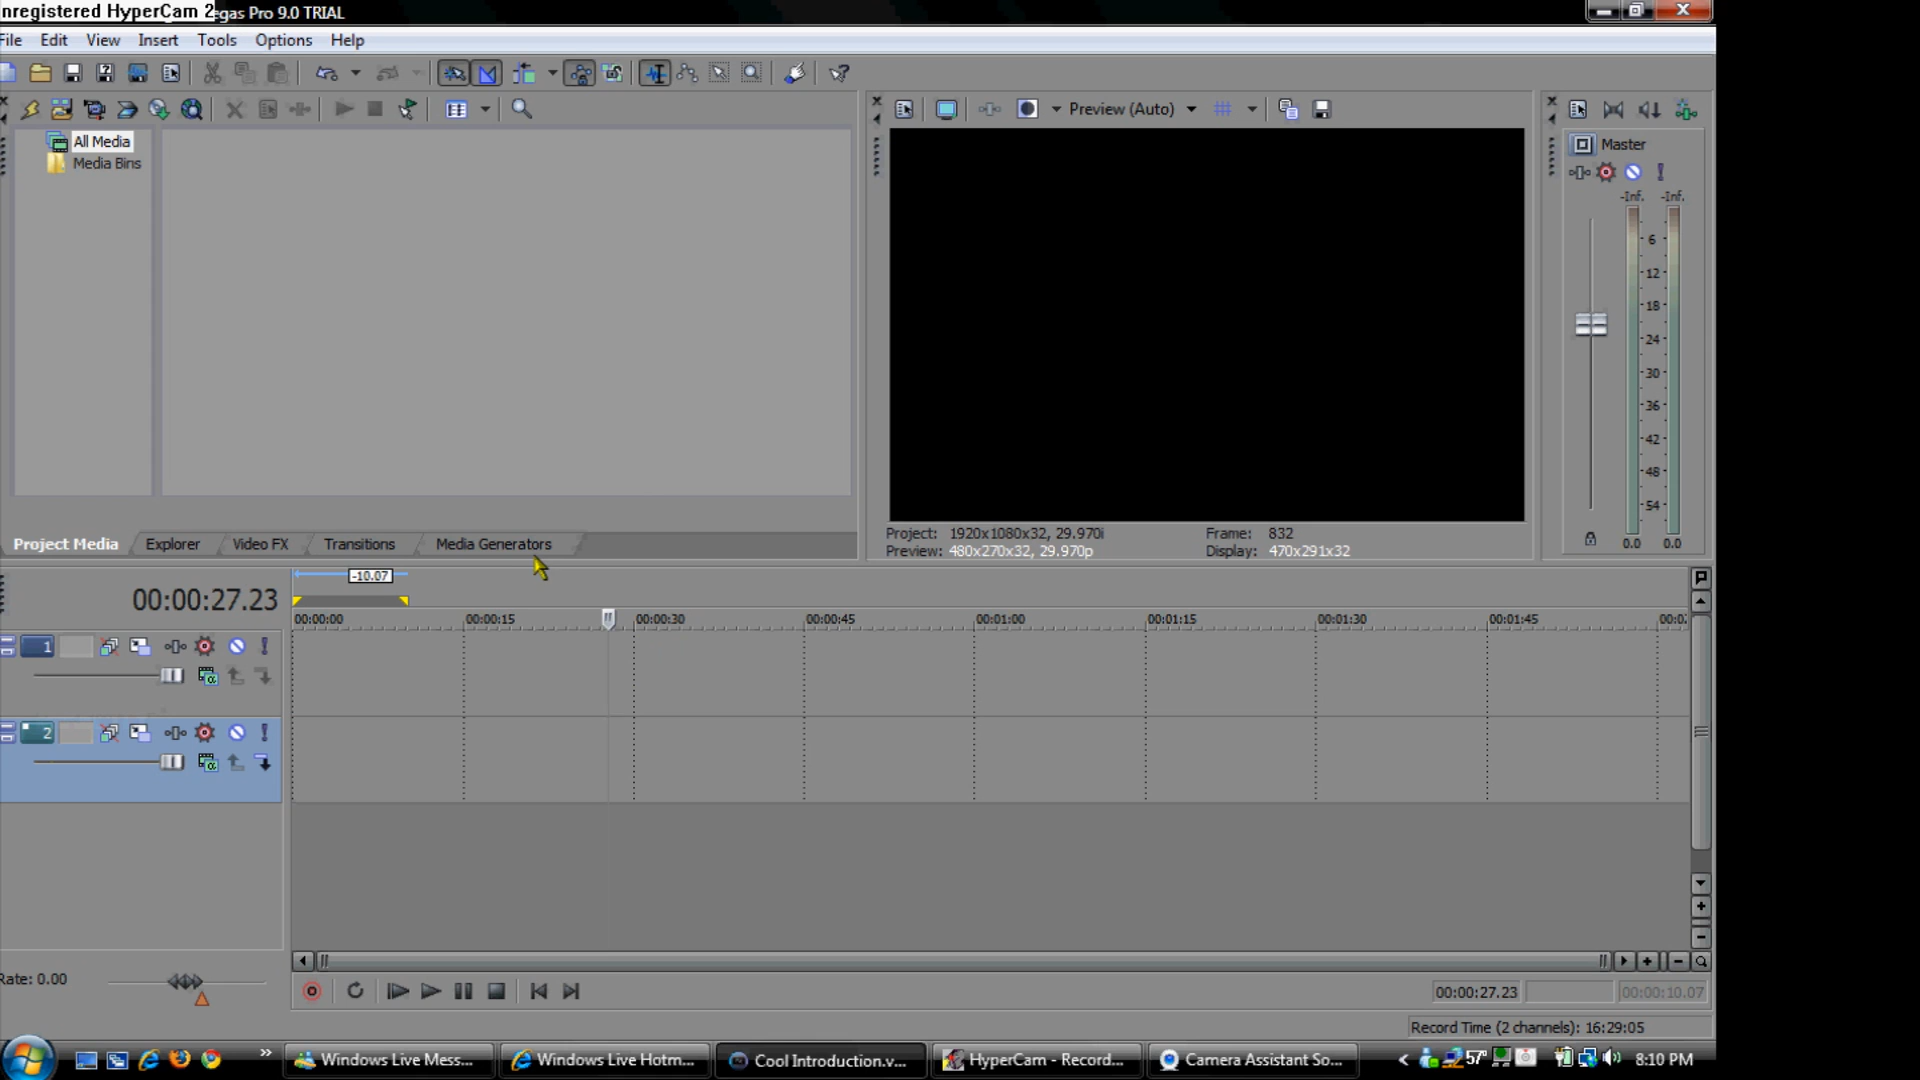 nregistered HyperCam 2
egas Pro 9.0 TRIAL
File Edit View Insert Tools Options Help
Preview (Auto)
All Media
Media Bins
Master
-Inf. -Inf.
6
12
18
24
30
36
42
48
54
0.0 0.0
Project: 1920x1080x32, 29.970i
Frame: 832
Preview: 480x270x32, 29.970p
Display: 470x291x32
Project Media Explorer Video FX Transitions Media Generators
-10.07
00:00:27.23
00:00:00 00:00:15 00:00:30 00:00:45 00:01:00 00:01:15 00:01:30 00:01:45 00:02
1
2
Rate: 0.00
00:00:27.23 00:00:10.07
Record Time (2 channels): 16:29:05
Windows Live Mess... Windows Live Hotm... Cool Introduction.v... HyperCam - Record... Camera Assistant So... 57° 8:10 PM